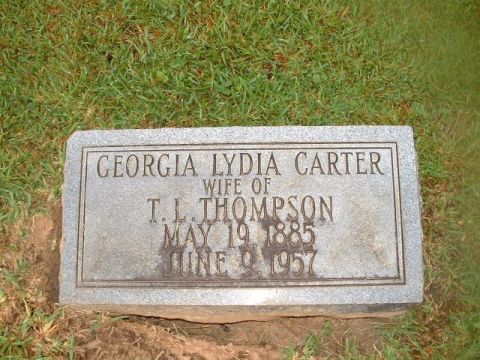 GEORGIA LYDIA CARTER
WIFE OF
T. L. THOMPSON
MAY 19, 1885
JUNE 9, 1957